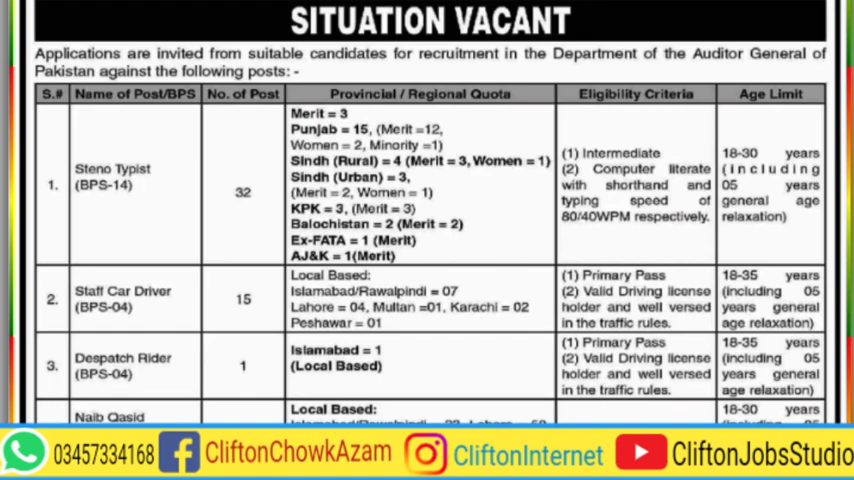 SITUATION VACANT
Applications are invited from suitable candidates for recruitment in the Department of the Auditor General of
Pakistan against the following posts: -
S.# Name of Post/BPS No. of Post Provincial / Regional Quota Eligibility Criteria Age Limit
1.
Steno Typist
(BPS-14)
32
Merit = 3
Punjab = 15, (Merit =12,
Women = 2, Minority =1)
Sindh (Rural) = 4 (Merit = 3, Women = 1)
Sindh (Urban) = 3,
(Merit = 2, Women = 1)
KPK = 3, (Merit = 3)
Balochistan = 2 (Merit = 2)
Ex-FATA = 1 (Merit)
AJ&K = 1(Merit)
(1) Intermediate
(2) Computer literate
with shorthand and
typing speed of
80/40WPM respectively.
18-30 years
(including
05 years
general age
relaxation)
2.
Staff Car Driver
(BPS-04)
15
Local Based:
Islamabad/Rawalpindi = 07
Lahore = 04, Multan =01, Karachi = 02
Peshawar = 01
(1) Primary Pass
(2) Valid Driving license
holder and well versed
in the traffic rules.
18-35 years
(including 05
years general
age relaxation)
3.
Despatch Rider
(BPS-04)
1
Islamabad = 1
(Local Based)
(1) Primary Pass
(2) Valid Driving license
holder and well versed
in the traffic rules.
18-35 years
(including 05
years general
age relaxation)
Naib Qasid
Local Based:
18-30 years
03457334168 CliftonChowkAzam CliftonInternet CliftonJobsStudio